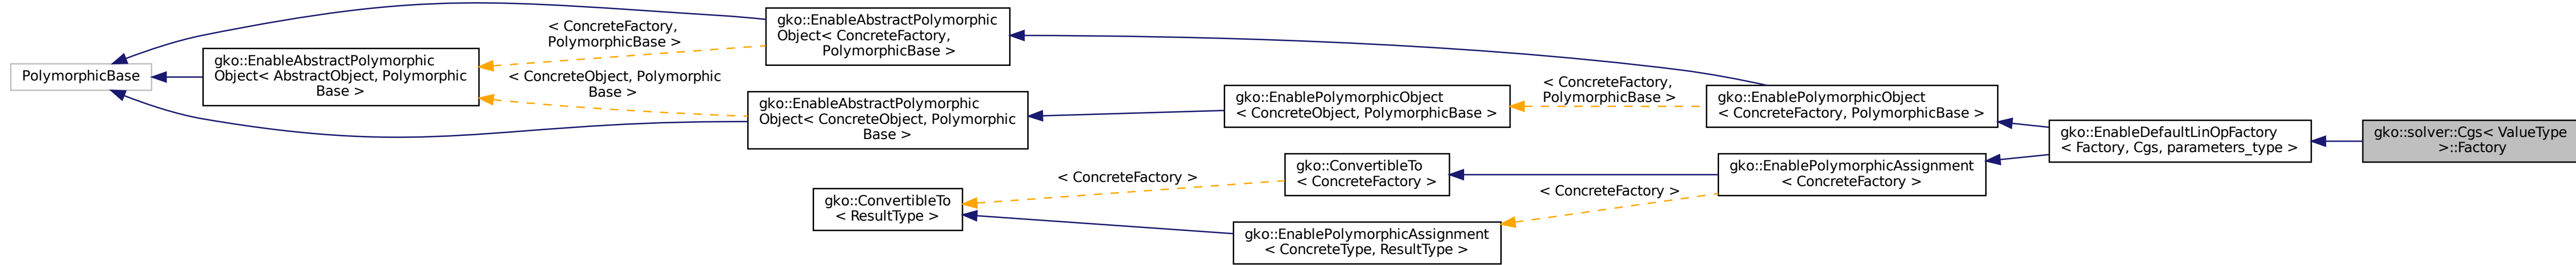 PolymorphicBase
gko::EnableAbstractPolymorphic
Object< AbstractObject, Polymorphic
Base >
< ConcreteFactory,
PolymorphicBase >
< ConcreteObject, Polymorphic
Base >
gko::EnableAbstractPolymorphic
Object< ConcreteFactory,
PolymorphicBase >
gko::EnableAbstractPolymorphic
Object< ConcreteObject, Polymorphic
Base >
gko::ConvertibleTo
< ResultType >
< ConcreteFactory >
gko::EnablePolymorphicObject
< ConcreteObject, PolymorphicBase >
gko::ConvertibleTo
< ConcreteFactory >
gko::EnablePolymorphicAssignment
< ConcreteType, ResultType >
< ConcreteFactory,
PolymorphicBase >
< ConcreteFactory >
gko::EnablePolymorphicObject
< ConcreteFactory, PolymorphicBase >
gko::EnablePolymorphicAssignment
< ConcreteFactory >
gko::EnableDefaultLinOpFactory
< Factory, Cgs, parameters_type >
gko::solver::Cgs< ValueType
>::Factory